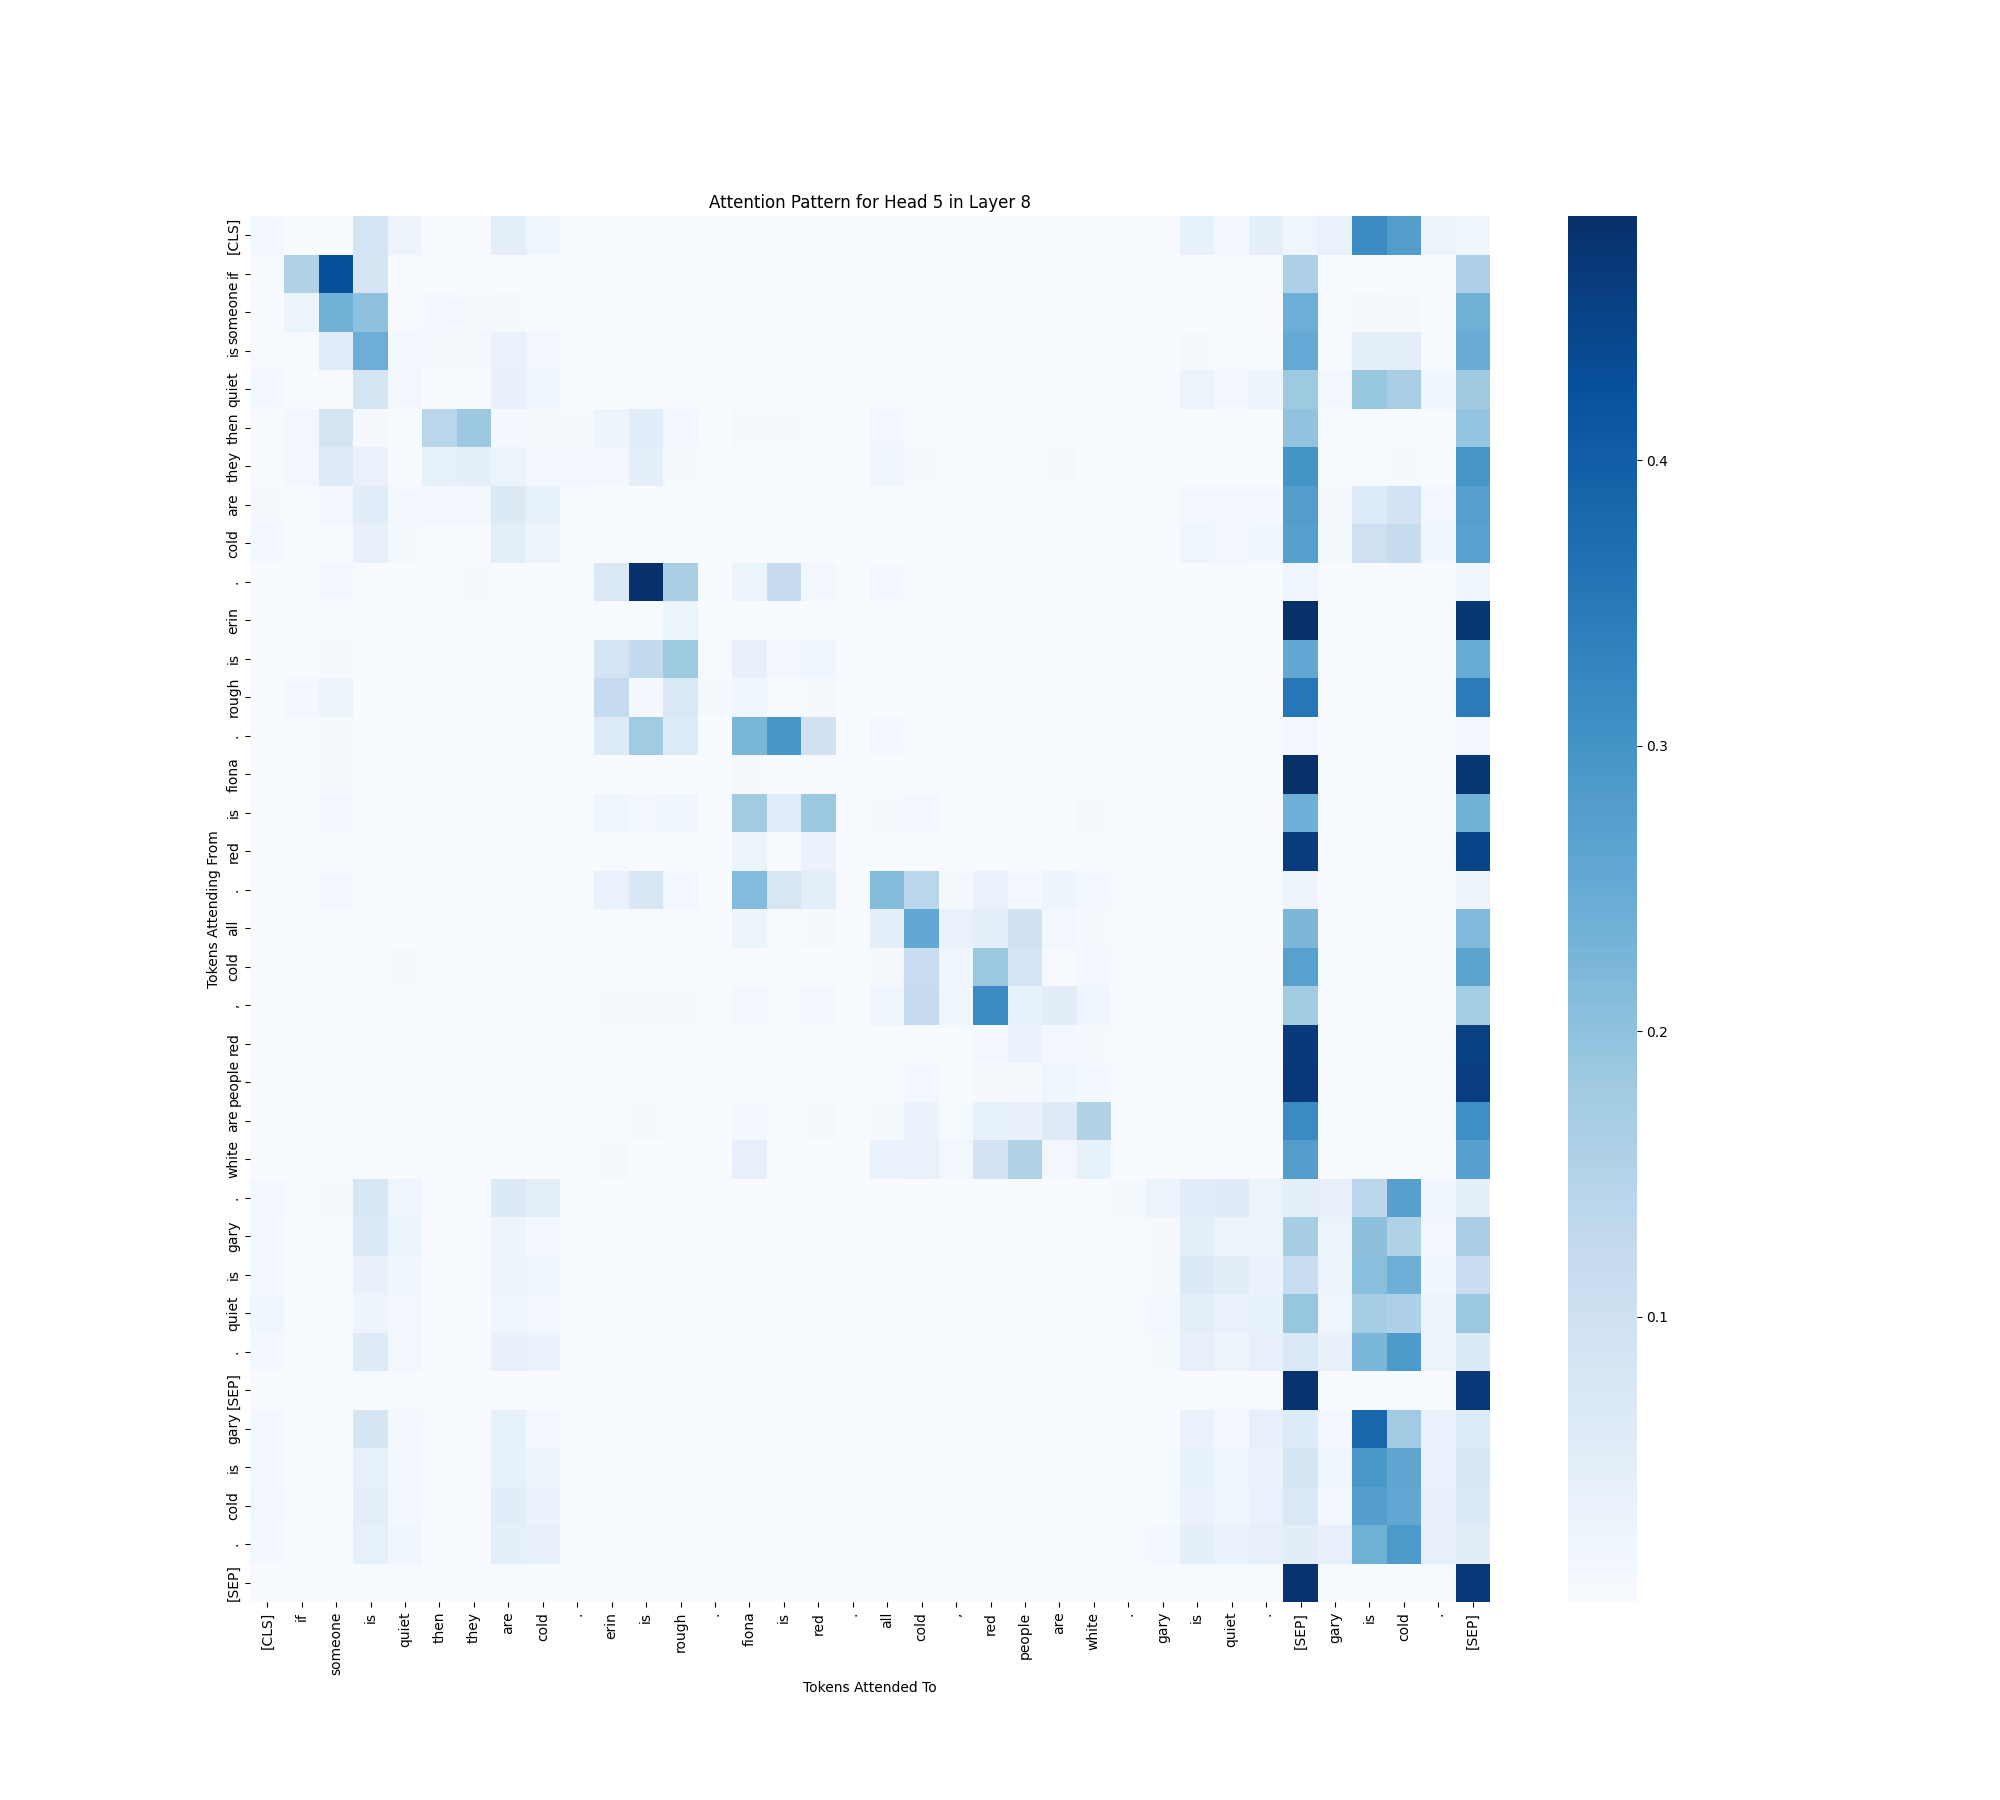 Attention Pattern for Head 5 in Layer 8
Tokens Attending From
[CLS]
if
someone
is
quiet
then
they
are
cold
.
erin
is
rough
.
fiona
is
red
.
all
cold
,
red
people
are
white
.
gary
is
quiet
.
[SEP]
gary
is
cold
.
[SEP]
[CLS] if someone is quiet then they are cold . erin is rough . fiona is red . all cold , red people are white . gary is quiet . [SEP] gary is cold . [SEP]
Tokens Attended To
0.4
0.3
0.2
0.1